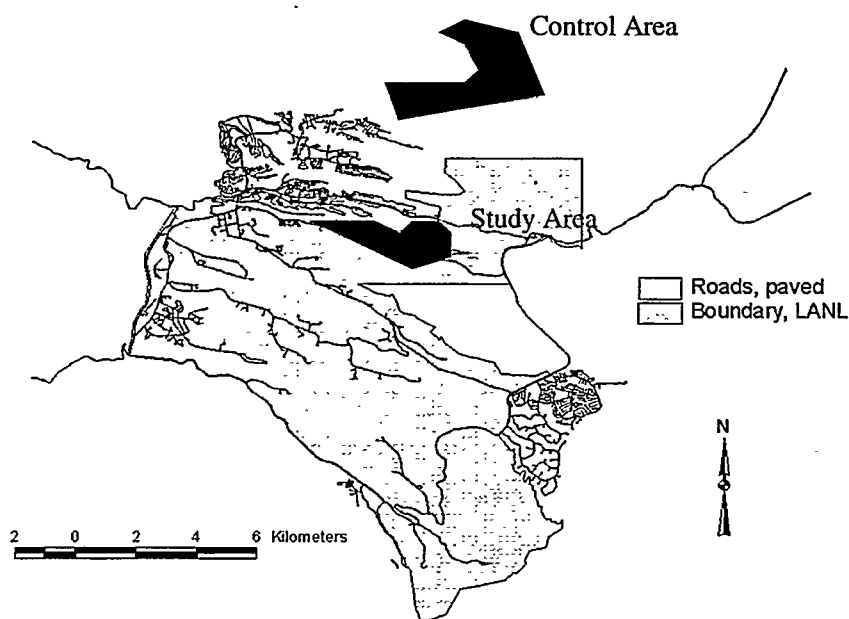 Control Area
Study Area
Roads, paved
Boundary, LANL
N
2 0 2 4 6 Kilometers